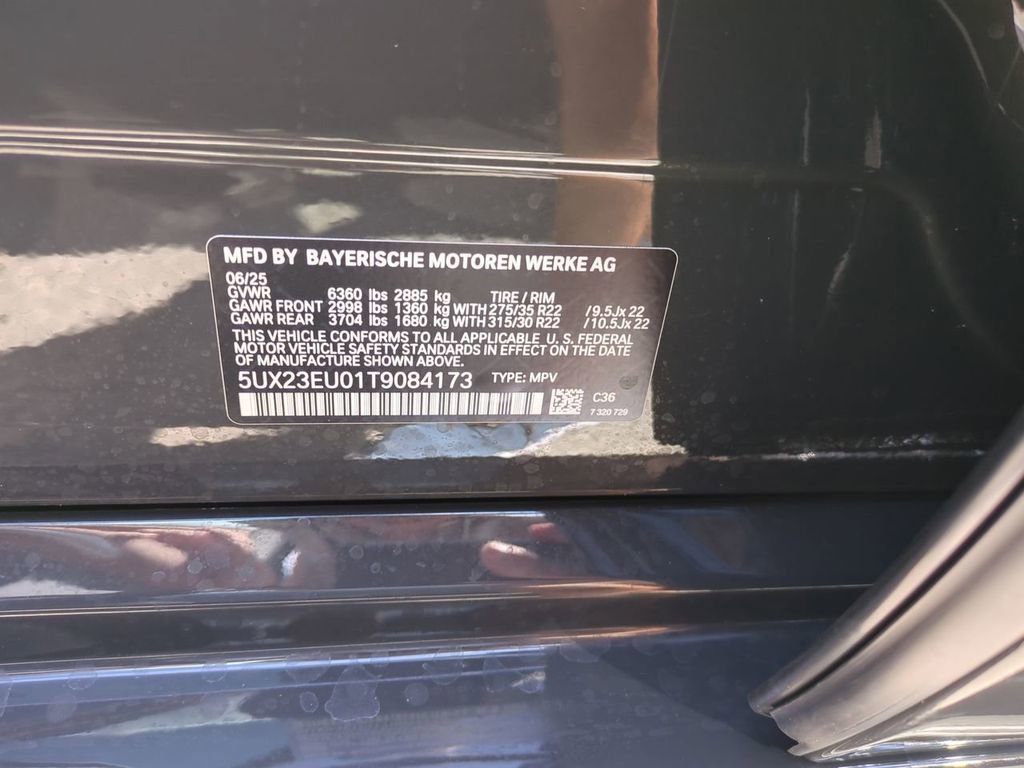 MFD BY BAYERISCHE MOTOREN WERKE AG
06/25
GVWR 6360 lbs 2885 kg TIRE / RIM
GAWR FRONT 2998 lbs 1360 kg WITH 275/35 R22 / 9.5Jx 22
GAWR REAR 3704 lbs 1680 kg WITH 315/30 R22 / 10.5Jx 22
THIS VEHICLE CONFORMS TO ALL APPLICABLE U. S. FEDERAL
MOTOR VEHICLE SAFETY STANDARDS IN EFFECT ON THE DATE
OF MANUFACTURE SHOWN ABOVE.
5UX23EU01T9084173 TYPE: MPV
C36
7 320 729